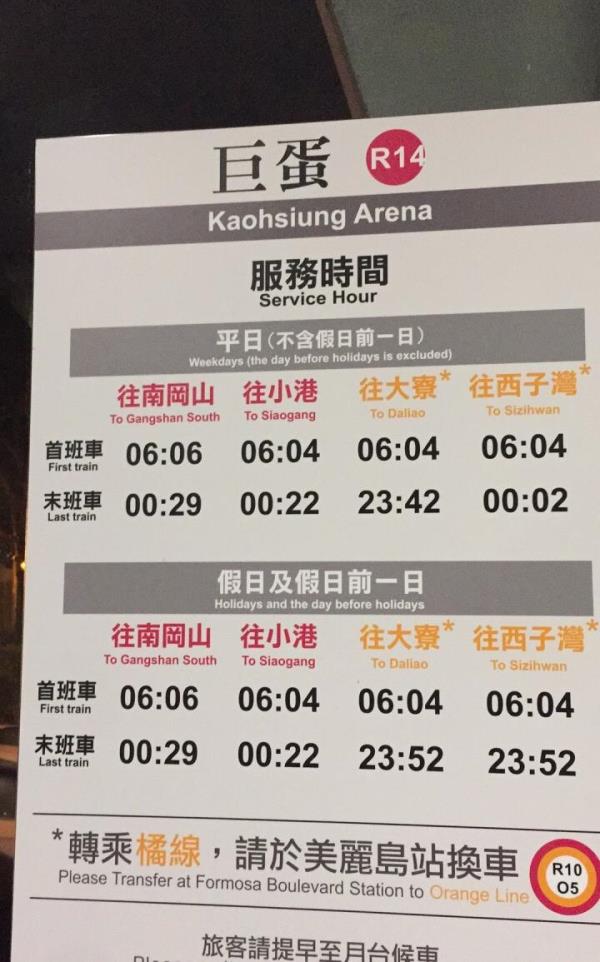 巨蛋 R14
Kaohsiung Arena
服務時間
Service Hour
平日(不含假日前一日)
Weekdays (the day before holidays is excluded)
往南岡山 往小港 往大寮* 往西子灣*
To Gangshan South To Siaogang To Daliao To Sizihwan
首班車 06:06 06:04 06:04 06:04
First train
末班車 00:29 00:22 23:42 00:02
Last train
假日及假日前一日
Holidays and the day before holidays
往南岡山 往小港 往大寮* 往西子灣*
To Gangshan South To Siaogang To Daliao To Sizihwan
首班車 06:06 06:04 06:04 06:04
First train
末班車 00:29 00:22 23:52 23:52
Last train
*轉乘橘線，請於美麗島站換車 R10
Please Transfer at Formosa Boulevard Station to Orange Line O5
旅客請提早至月台候車